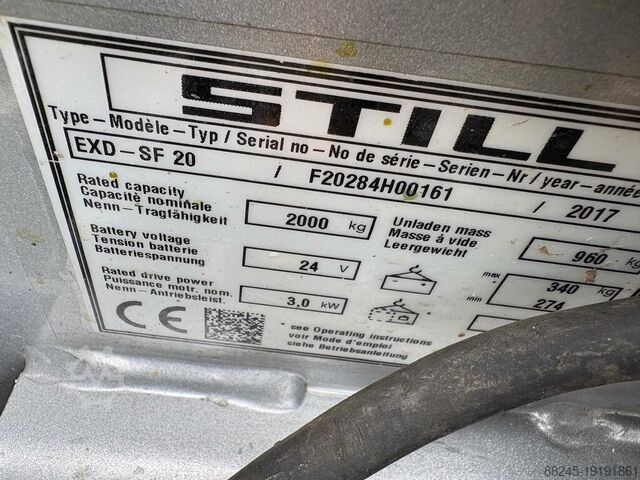 STILL
Type – Modèle – Typ / Serial no – No de série – Serien – Nr / year – année
EXD – SF 20 / F20284H00161 / 2017
Rated capacity
Capacité nominale
Nenn – Tragfähigkeit
2000 kg
Unladen mass
Masse à vide
Leergewicht
960 kg
Battery voltage
Tension batterie
Batteriespannung
24 V
max
340 kg
min
274
Rated drive power
Puissance motr. nom.
Nenn – Antriebsleist.
3,0 kW
CE
see Operating instructions
voir Mode d'emploi
siehe Betriebsanleitung
88245-19191861